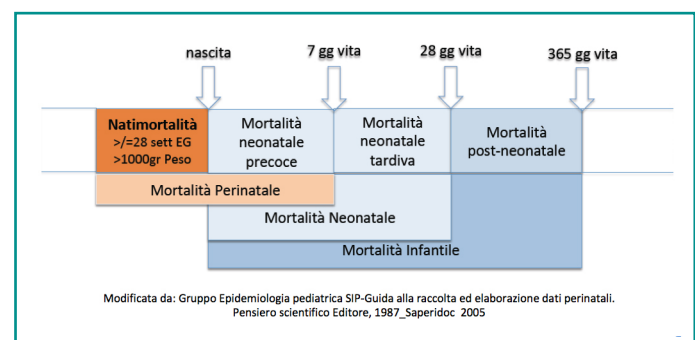 nascita
7 gg vita
28 gg vita
365 gg vita
Natimortalità
>/=28 sett EG
>1000gr Peso
Mortalità
neonatale
precoce
Mortalità
neonatale
tardiva
Mortalità
post-neonatale
Mortalità Perinatale
Mortalità Neonatale
Mortalità Infantile
Modificata da: Gruppo Epidemiologia pediatrica SIP-Guida alla raccolta ed elaborazione dati perinatali.
Pensiero scientifico Editore, 1987_Saperidoc 2005